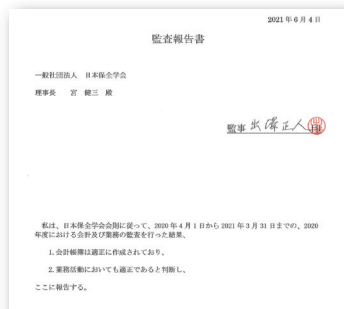 2021年6月4日
監査報告書
一般社団法人　日本保全学会
理事長　宮　健三　殿
監事 出澤正人 印
私は、日本保全学会会則に従って、2020年4月1日から2021年3月31日までの、2020
年度における会計及び業務の監査を行った結果、
1. 会計帳簿は適正に作成されており、
2. 業務活動においても適正であると判断し、
ここに報告する。